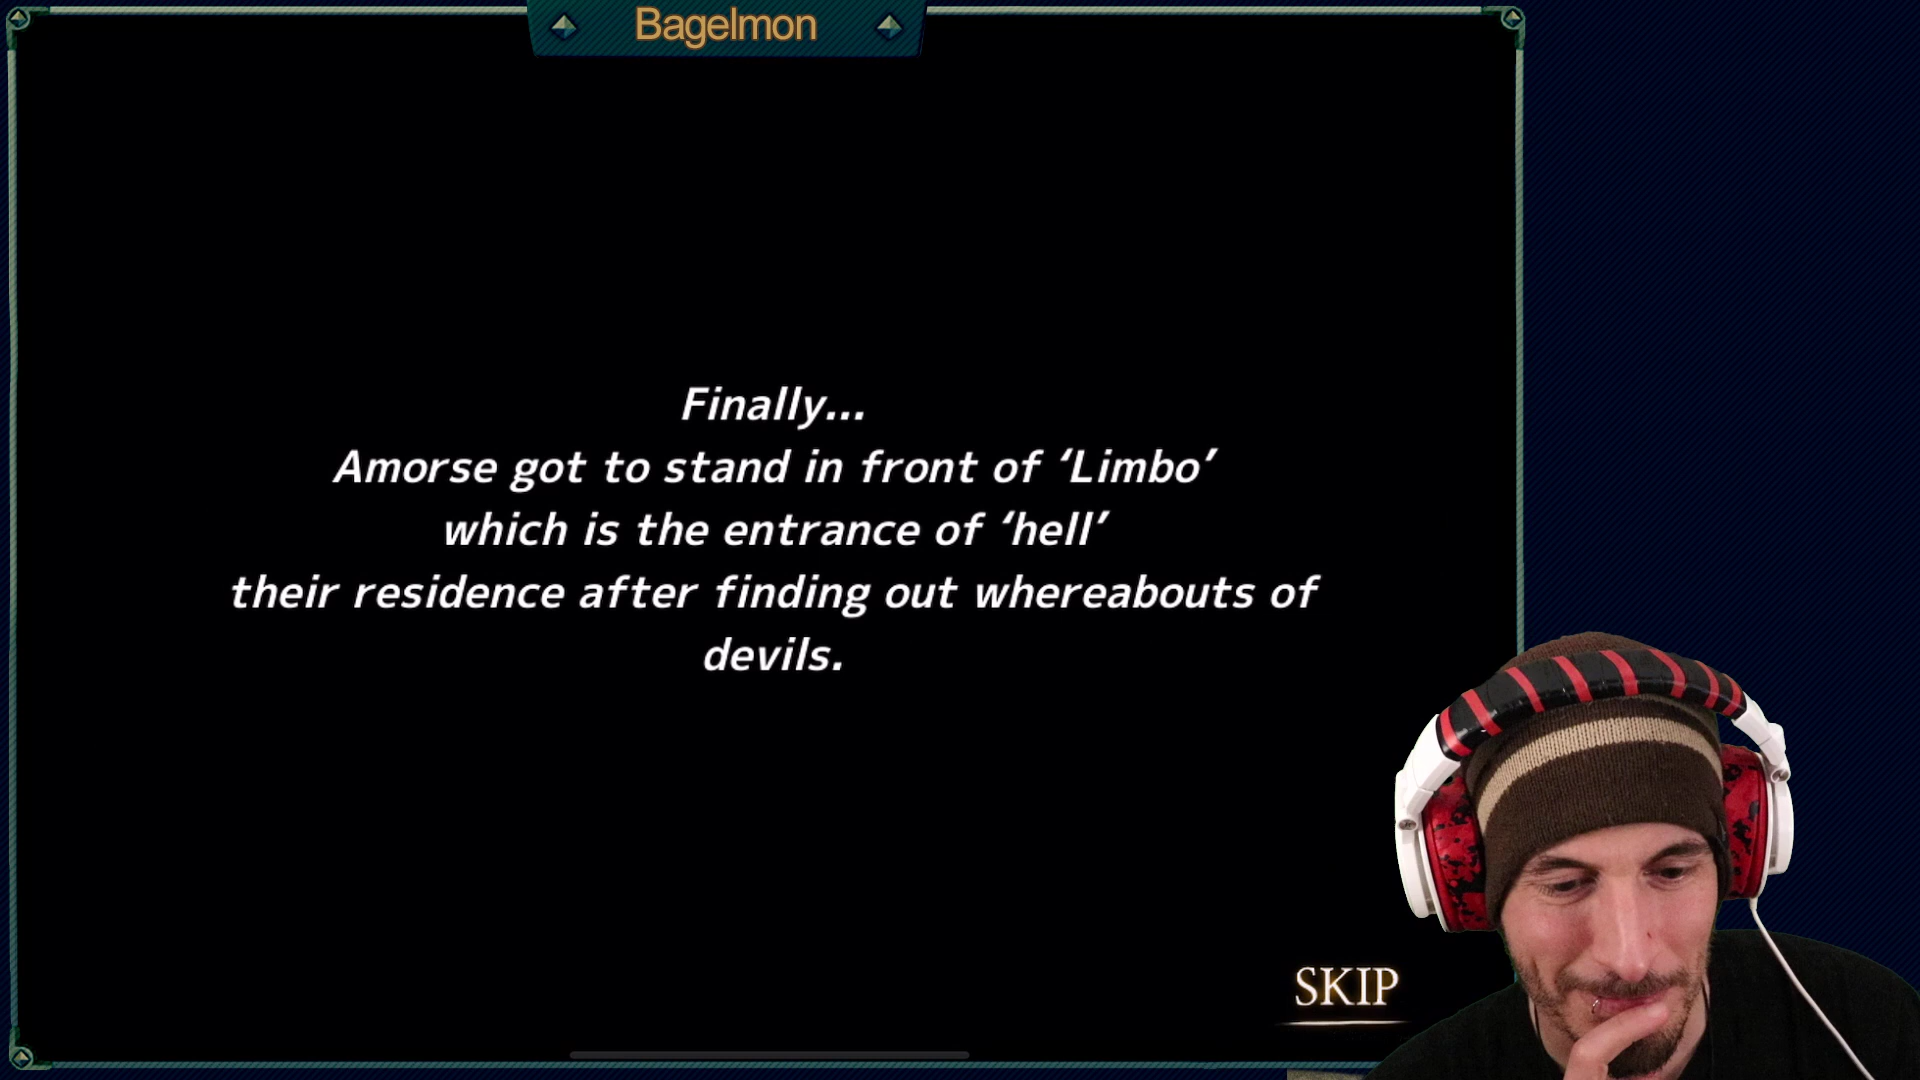 Bagelmon
Finally...
Amorse got to stand in front of ‘Limbo’
which is the entrance of ‘hell’
their residence after finding out whereabouts of
devils.
SKIP